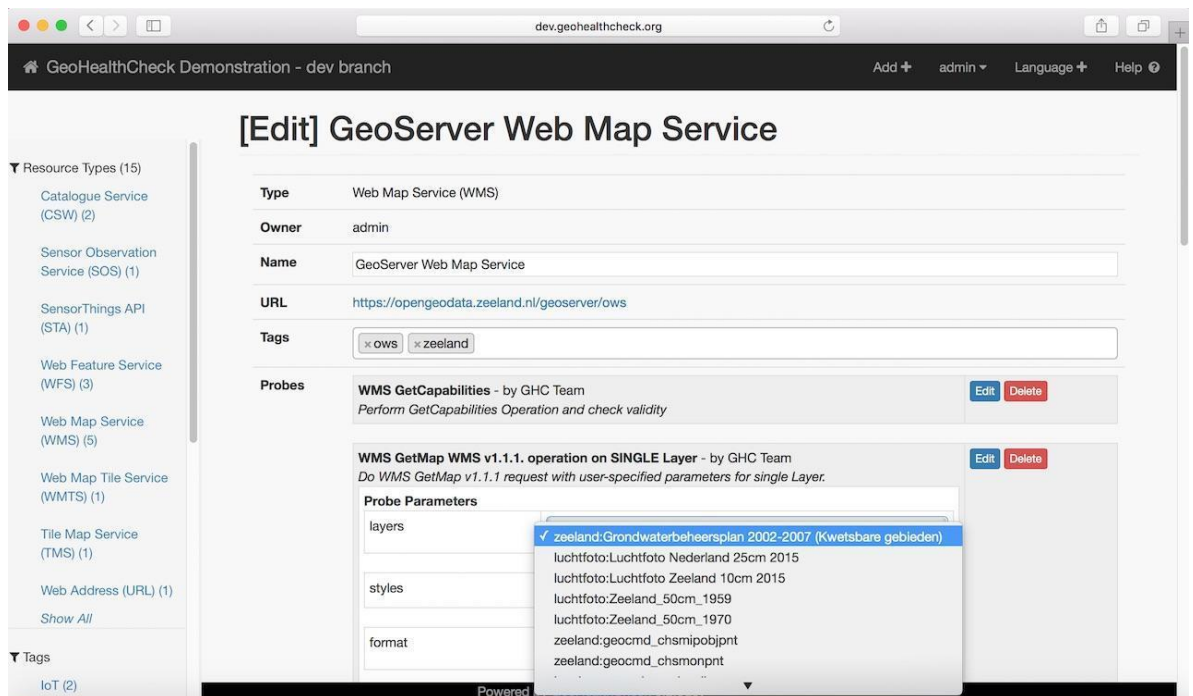 dev.geohealthcheck.org
GeoHealthCheck Demonstration - dev branch
Add
admin
Language
Help
[Edit] GeoServer Web Map Service
Resource Types (15)
Catalogue Service
(CSW) (2)
Sensor Observation
Service (SOS) (1)
SensorThings API
(STA) (1)
Web Feature Service
(WFS) (3)
Web Map Service
(WMS) (5)
Web Map Tile Service
(WMTS) (1)
Tile Map Service
(TMS) (1)
Web Address (URL) (1)
Show All
Tags
IoT (2)
Type Web Map Service (WMS)
Owner admin
Name GeoServer Web Map Service
URL https://opengeodata.zeeland.nl/geoserver/ows
Tags ×ows ×zeeland
Probes
WMS GetCapabilities - by GHC Team
Perform GetCapabilities Operation and check validity
Edit Delete
WMS GetMap WMS v1.1.1. operation on SINGLE Layer - by GHC Team
Do WMS GetMap v1.1.1 request with user-specified parameters for single Layer.
Edit Delete
Probe Parameters
layers
✓ zeeland:Grondwaterbeheersplan 2002-2007 (Kwetsbare gebieden)
luchtfoto:Luchtfoto Nederland 25cm 2015
luchtfoto:Luchtfoto Zeeland 10cm 2015
luchtfoto:Zeeland_50cm_1959
luchtfoto:Zeeland_50cm_1970
zeeland:geocmd_chsmipobjpnt
zeeland:geocmd_chsmonpnt
styles
format
Powered